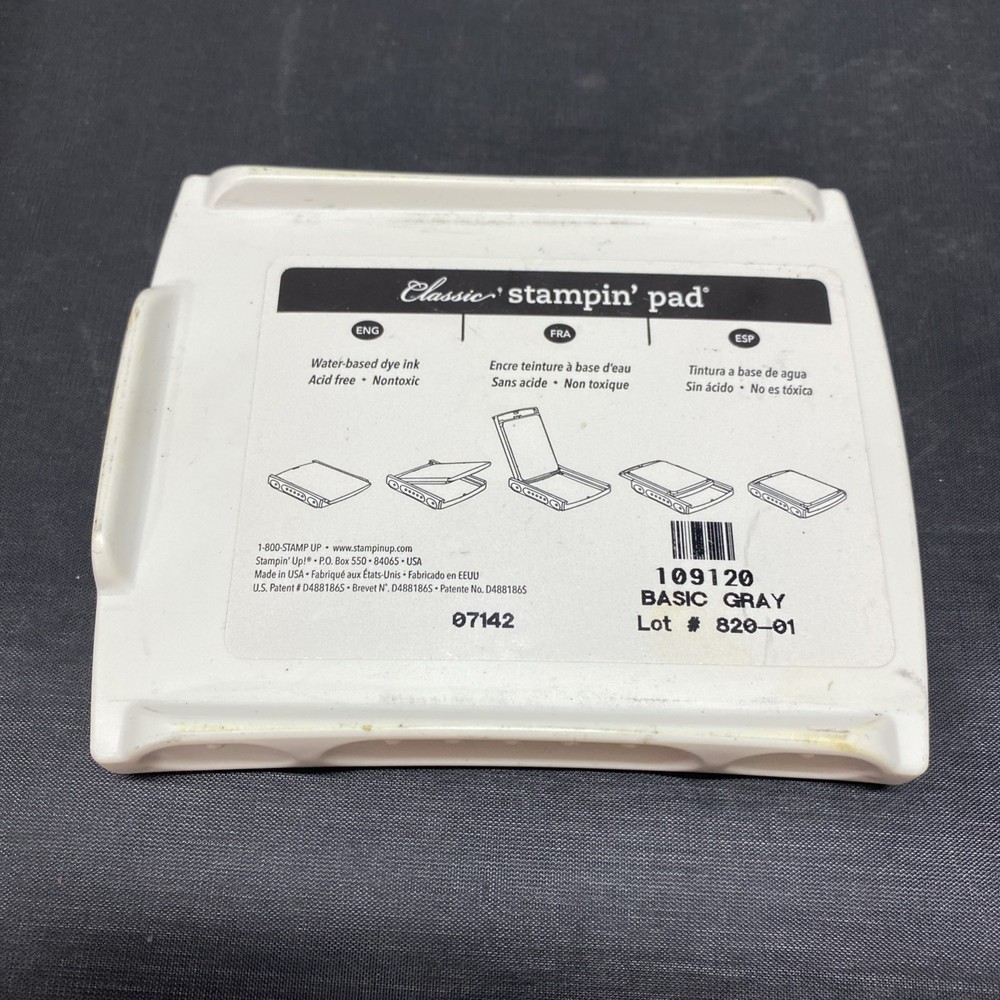 Classic stampin' pad®
ENG
Water-based dye ink
Acid free • Nontoxic
FRA
Encre teinture à base d'eau
Sans acide • Non toxique
ESP
Tintura a base de agua
Sin ácido • No es tóxica
1-800-STAMP UP • www.stampinup.com
Stampin' Up!® • P.O. Box 550 • 84065 • USA
Made in USA • Fabriqué aux États-Unis • Fabricado en EEUU
U.S. Patent # D488186S • Brevet N°. D488186S • Patente No. D488186S
07142
109120
BASIC GRAY
Lot # 820-01